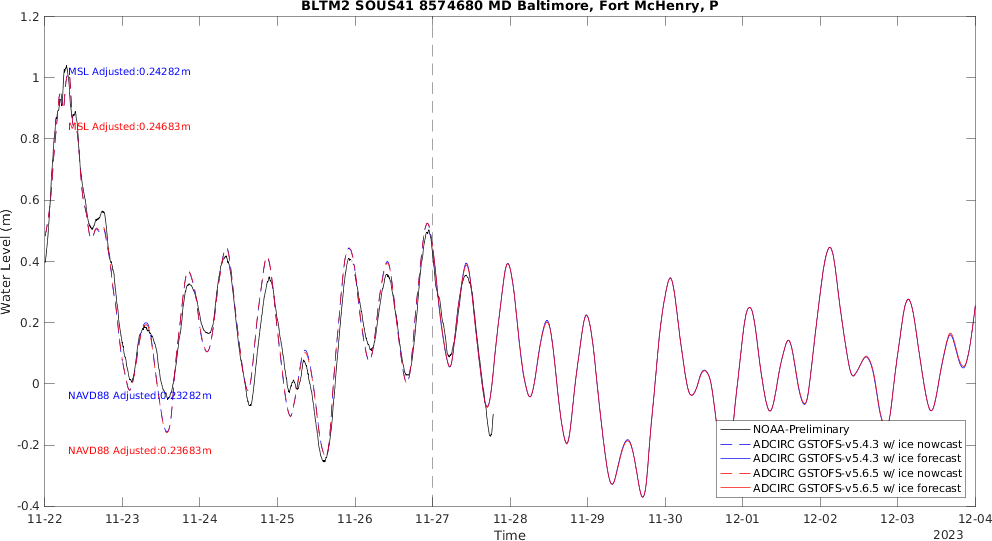 BLTM2 SOUS41 8574680 MD Baltimore, Fort McHenry, P
1.2
1
0.8
0.6
0.4
0.2
0
-0.2
-0.4
Water Level (m)
MSL Adjusted:0.24282m
MSL Adjusted:0.24683m
NAVD88 Adjusted:0.23282m
NAVD88 Adjusted:0.23683m
NOAA-Preliminary
ADCIRC GSTOFS-v5.4.3 w/ ice nowcast
ADCIRC GSTOFS-v5.4.3 w/ ice forecast
ADCIRC GSTOFS-v5.6.5 w/ ice nowcast
ADCIRC GSTOFS-v5.6.5 w/ ice forecast
11-22 11-23 11-24 11-25 11-26 11-27 11-28 11-29 11-30 12-01 12-02 12-03 12-04
Time
2023